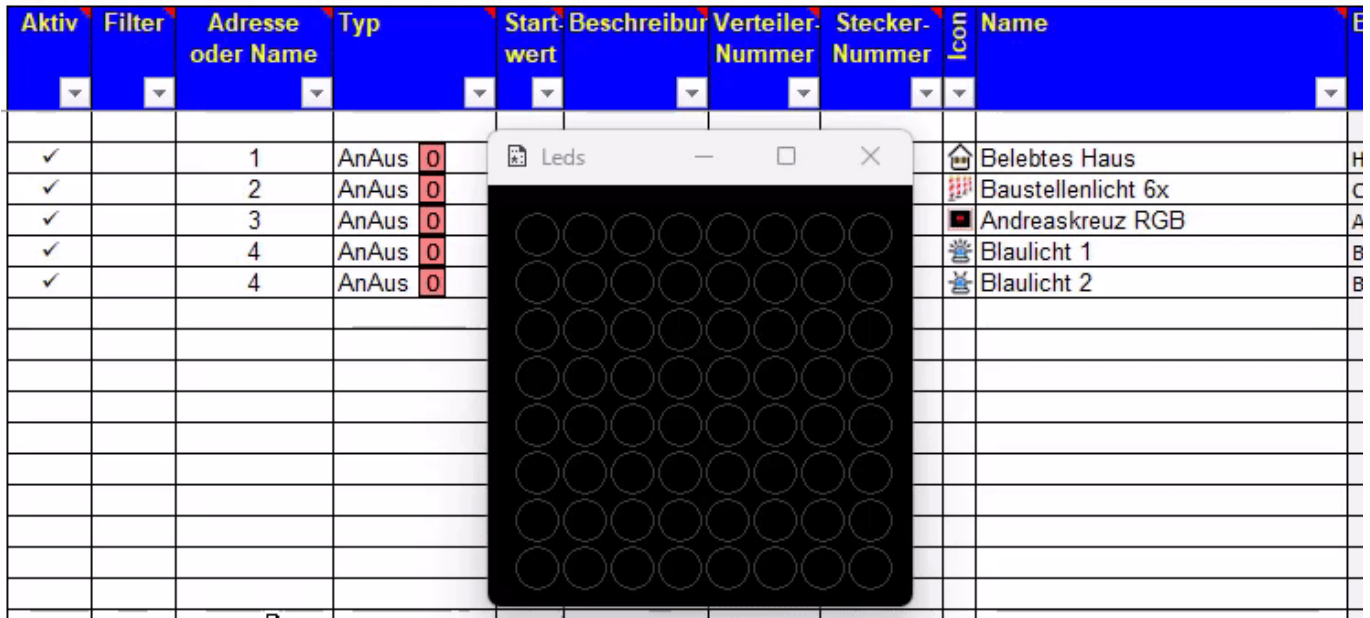 Aktiv Filter Adresse Typ Start- Beschreibur Verteiler- Stecker- Icon Name
oder Name wert Nummer Nummer
Leds
✓ 1 AnAus 0 Belebtes Haus H
✓ 2 AnAus 0 Baustellenlicht 6x
✓ 3 AnAus 0 Andreaskreuz RGB A
✓ 4 AnAus 0 Blaulicht 1 B
✓ 4 AnAus 0 Blaulicht 2 B